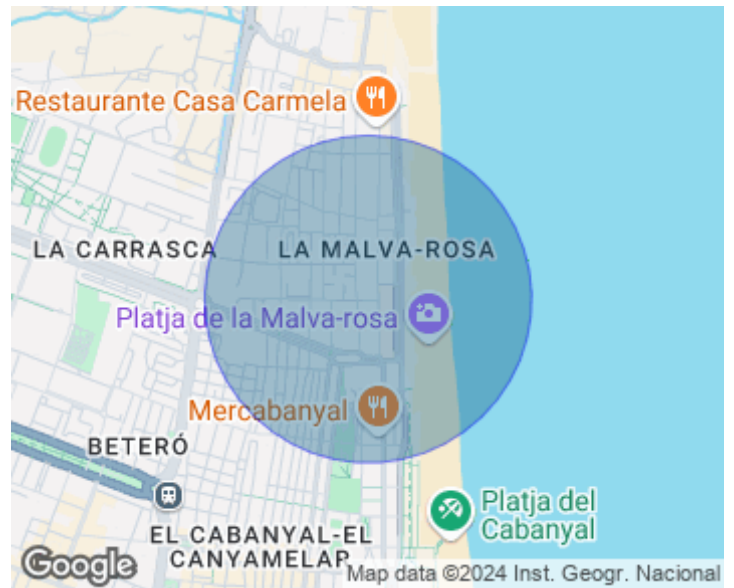 Restaurante Casa Carmela
LA CARRASCA
LA MALVA-ROSA
Platja de la Malva-rosa
Mercabanyal
BETERÓ
Platja del
Cabanyal
EL CABANYAL-EL
CANYAMELAR
Google
Map data ©2024 Inst. Geogr. Nacional